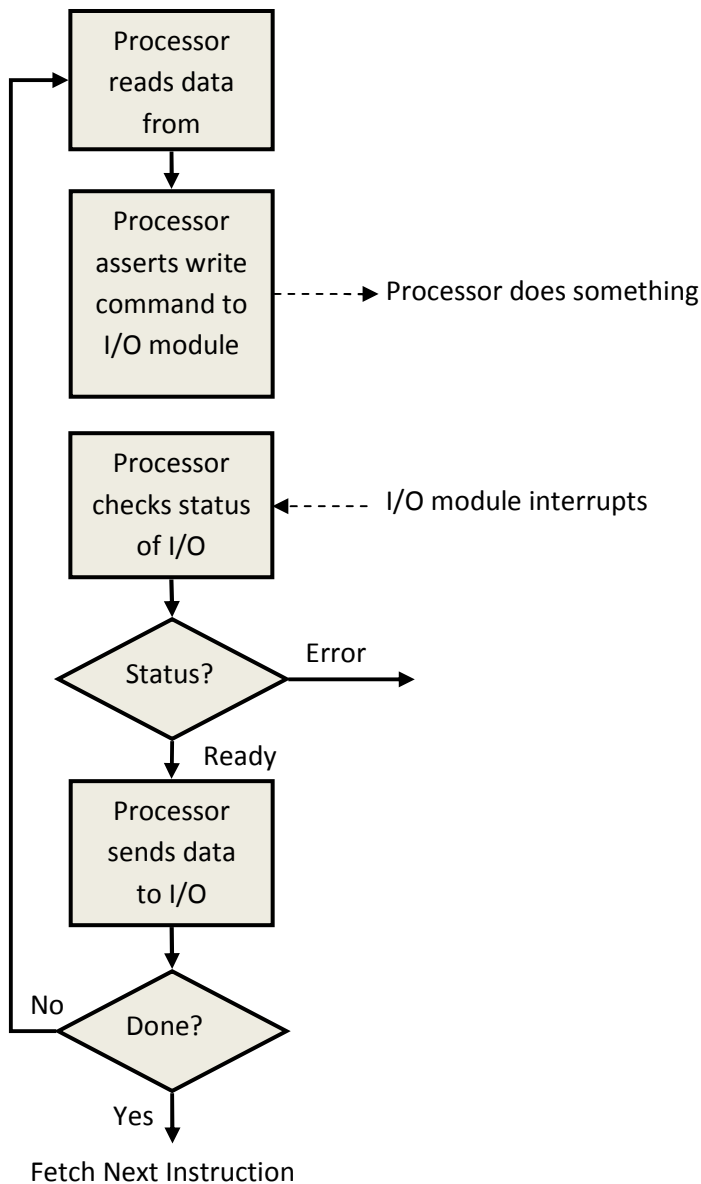 Processor
reads data
from
Processor
asserts write
command to
I/O module
Processor does something
Processor
checks status
of I/O
I/O module interrupts
Status?
Error
Ready
Processor
sends data
to I/O
No
Done?
Yes
Fetch Next Instruction